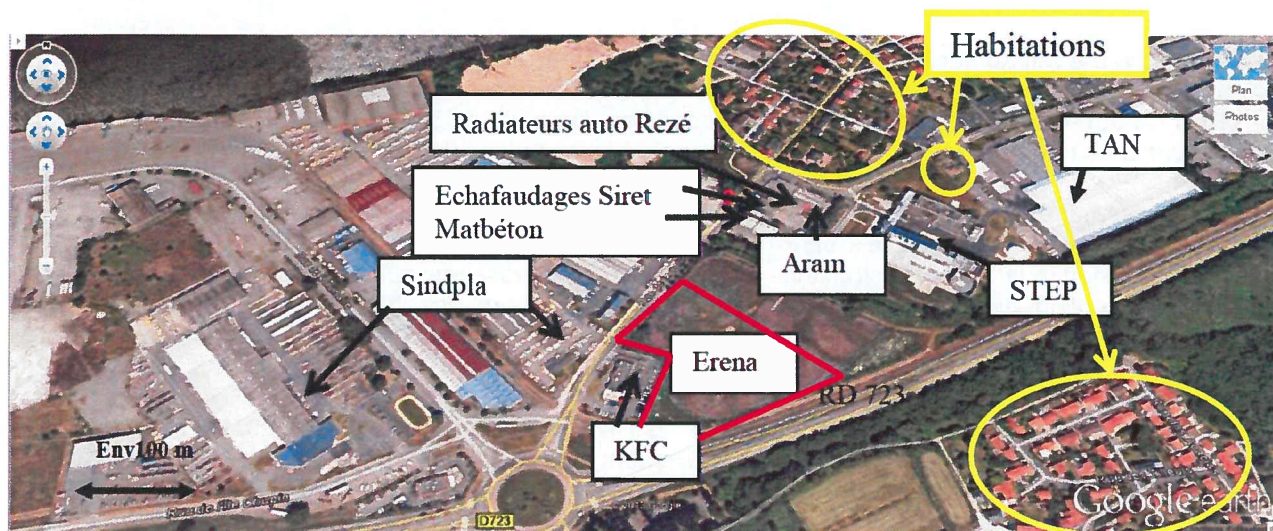 Habitations
Plan
Photos
Radiateurs auto Rezé
TAN
Echafaudages Siret
Matbéton
Aram
Sindpla
STEP
Erena
RD 723
KFC
Env100 m
D723
Google earth